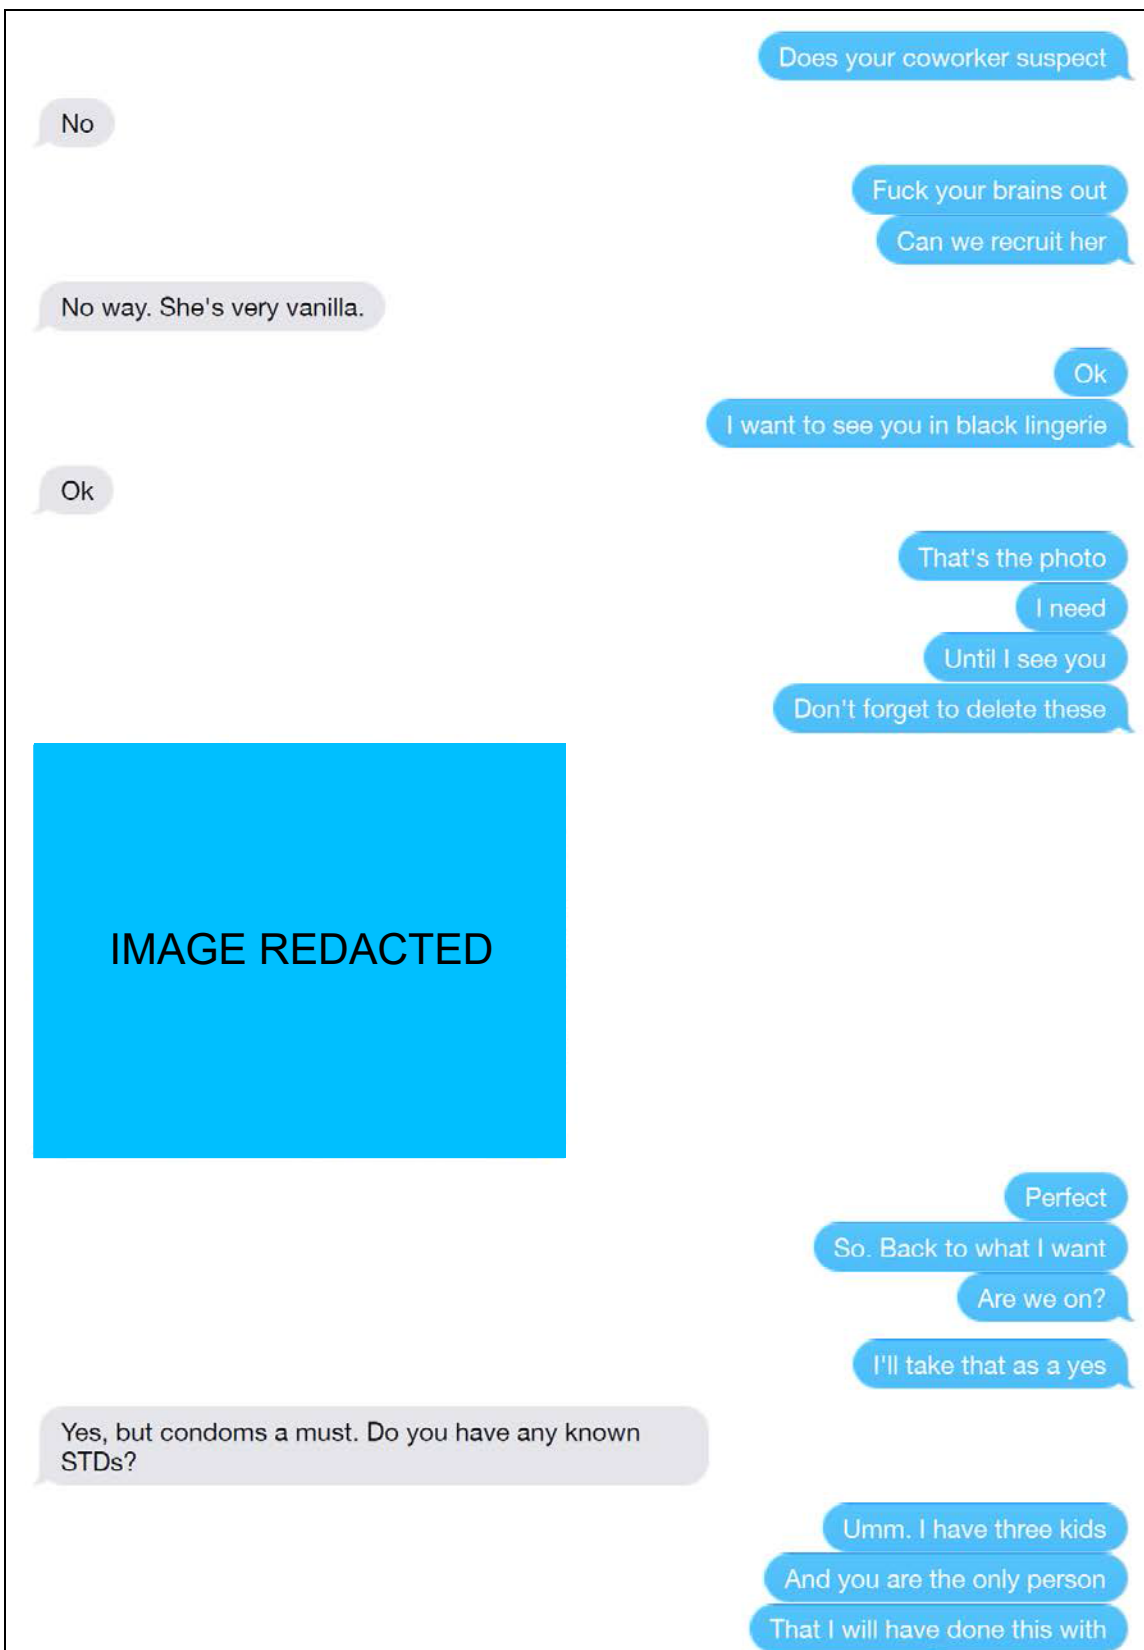 Does your coworker suspect
No
Fuck your brains out
Can we recruit her
No way. She's very vanilla.
Ok
I want to see you in black lingerie
Ok
That's the photo
I need
Until I see you
Don't forget to delete these
IMAGE REDACTED
Perfect
So. Back to what I want
Are we on?
I'll take that as a yes
Yes, but condoms a must. Do you have any known
STDs?
Umm. I have three kids
And you are the only person
That I will have done this with